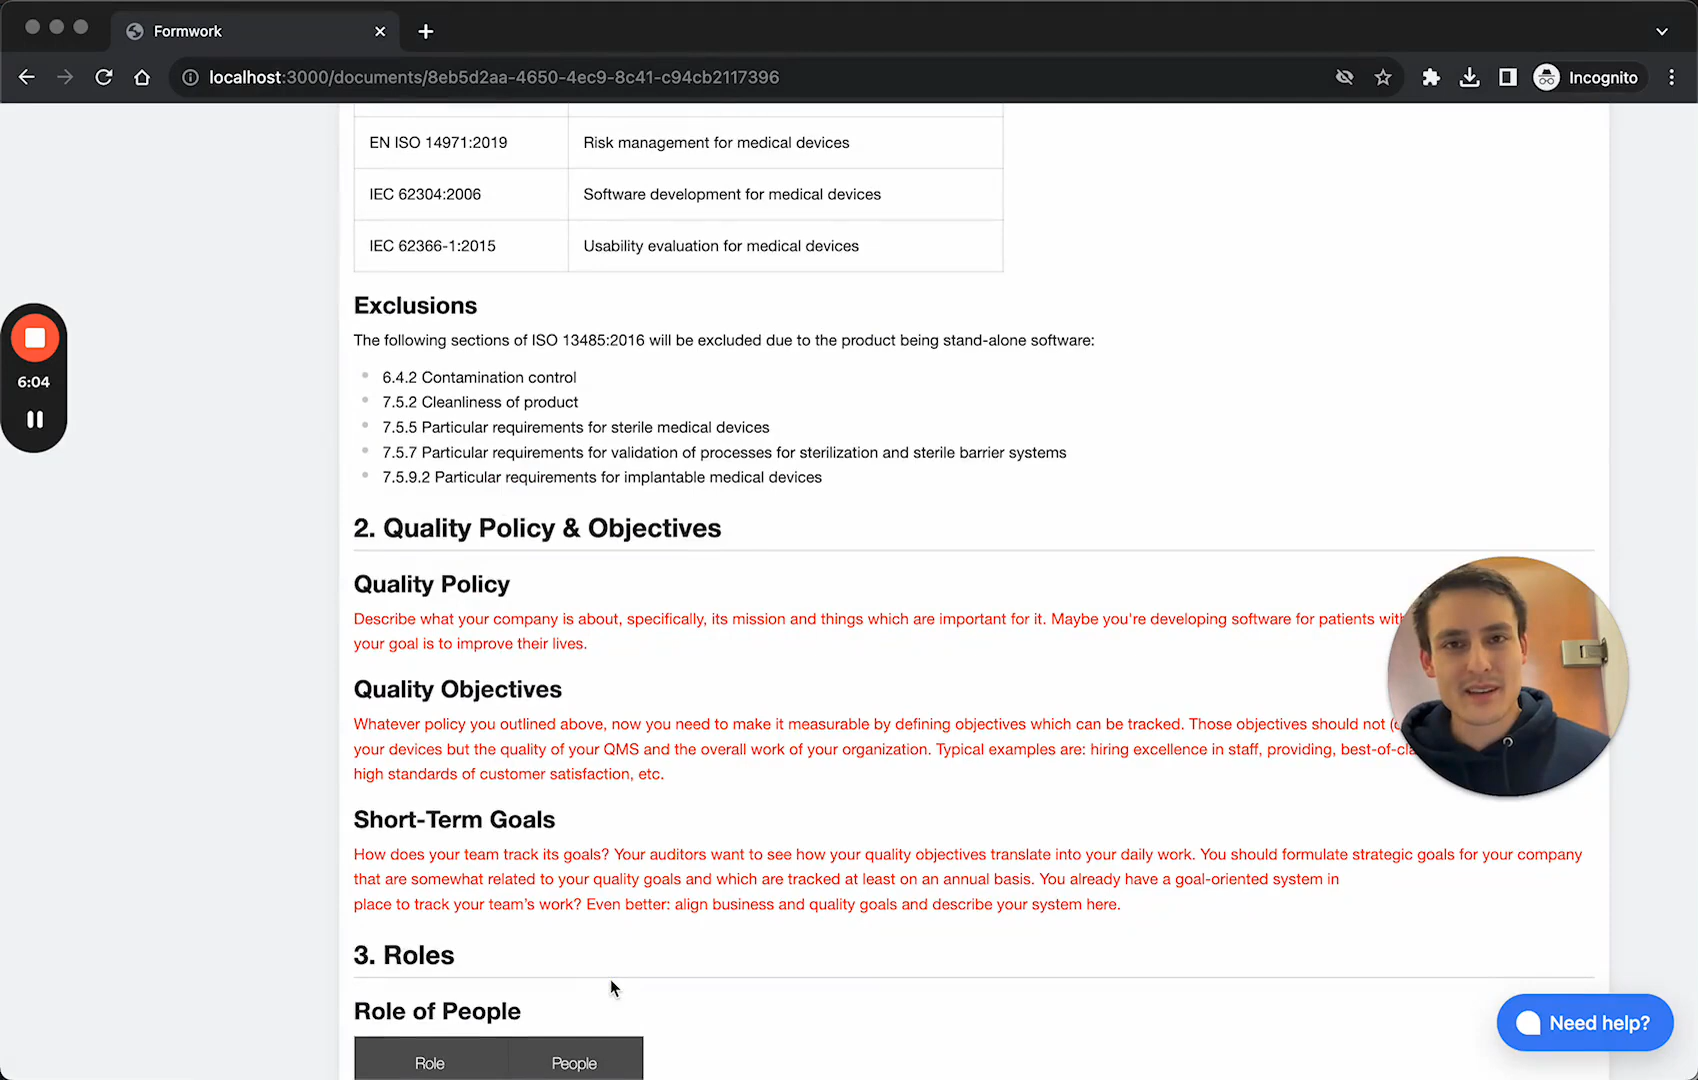 Formwork
localhost:3000/documents/8eb5d2aa-4650-4ec9-8c41-c94cb2117396
Incognito
EN ISO 14971:2019 Risk management for medical devices
IEC 62304:2006 Software development for medical devices
IEC 62366-1:2015 Usability evaluation for medical devices
Exclusions
The following sections of ISO 13485:2016 will be excluded due to the product being stand-alone software:
6.4.2 Contamination control
7.5.2 Cleanliness of product
7.5.5 Particular requirements for sterile medical devices
7.5.7 Particular requirements for validation of processes for sterilization and sterile barrier systems
7.5.9.2 Particular requirements for implantable medical devices
6:04
2. Quality Policy & Objectives
Quality Policy
Describe what your company is about, specifically, its mission and things which are important for it. Maybe you're developing software for patients
your goal is to improve their lives.
Quality Objectives
Whatever policy you outlined above, now you need to make it measurable by defining objectives which can be tracked. Those objectives should not
your devices but the quality of your QMS and the overall work of your organization. Typical examples are: hiring excellence in staff, providing,
high standards of customer satisfaction, etc.
Short-Term Goals
How does your team track its goals? Your auditors want to see how your quality objectives translate into your daily work. You should formulate strategic goals for your company
that are somewhat related to your quality goals and which are tracked at least on an annual basis. You already have a goal-oriented system in
place to track your team's work? Even better: align business and quality goals and describe your system here.
3. Roles
Role of People
Role People
Need help?